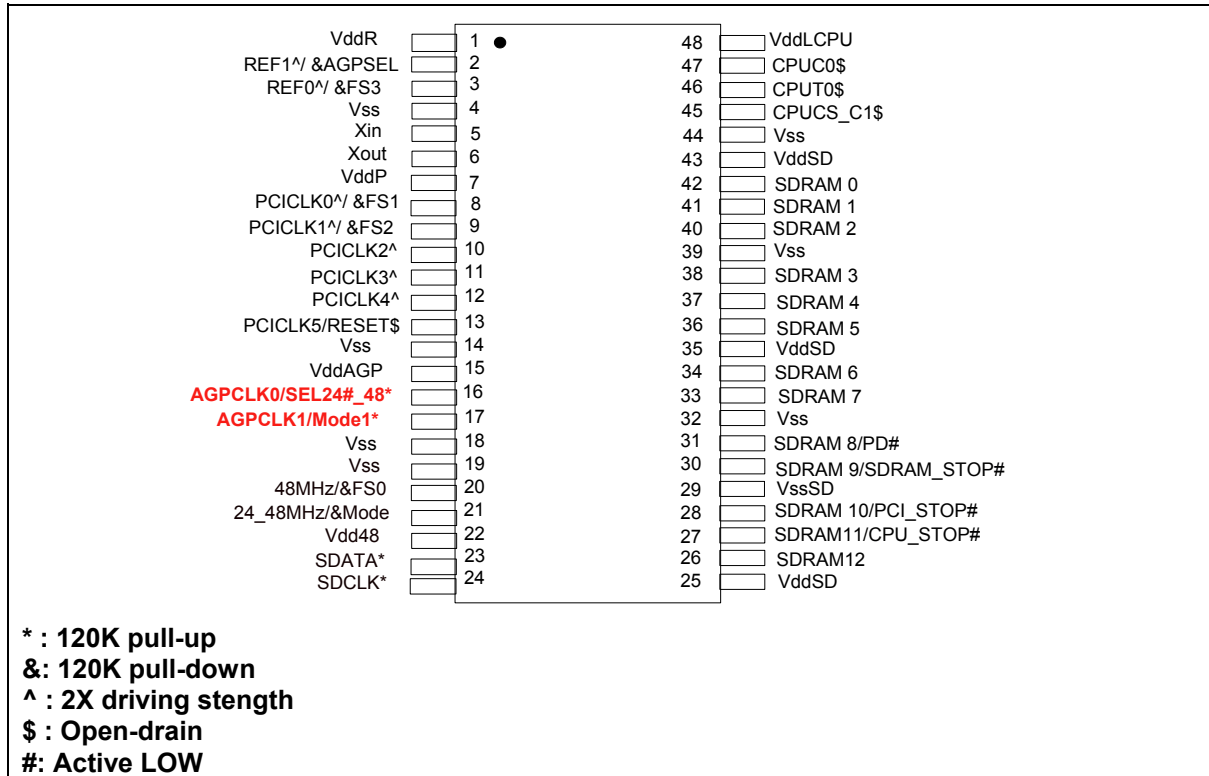 VddR 1 48 VddLCPU
REF1^/ &AGPSEL 2 47 CPUC0$
REF0^/ &FS3 3 46 CPUT0$
Vss 4 45 CPUCS_C1$
Xin 5 44 Vss
Xout 6 43 VddSD
VddP 7 42 SDRAM 0
PCICLK0^/ &FS1 8 41 SDRAM 1
PCICLK1^/ &FS2 9 40 SDRAM 2
PCICLK2^ 10 39 Vss
PCICLK3^ 11 38 SDRAM 3
PCICLK4^ 12 37 SDRAM 4
PCICLK5/RESET$ 13 36 SDRAM 5
Vss 14 35 VddSD
VddAGP 15 34 SDRAM 6
AGPCLK0/SEL24#_48* 16 33 SDRAM 7
AGPCLK1/Mode1* 17 32 Vss
Vss 18 31 SDRAM 8/PD#
Vss 19 30 SDRAM 9/SDRAM_STOP#
48MHz/&FS0 20 29 VssSD
24_48MHz/&Mode 21 28 SDRAM 10/PCI_STOP#
Vdd48 22 27 SDRAM11/CPU_STOP#
SDATA* 23 26 SDRAM12
SDCLK* 24 25 VddSD
* : 120K pull-up
&: 120K pull-down
^ : 2X driving stength
$ : Open-drain
#: Active LOW